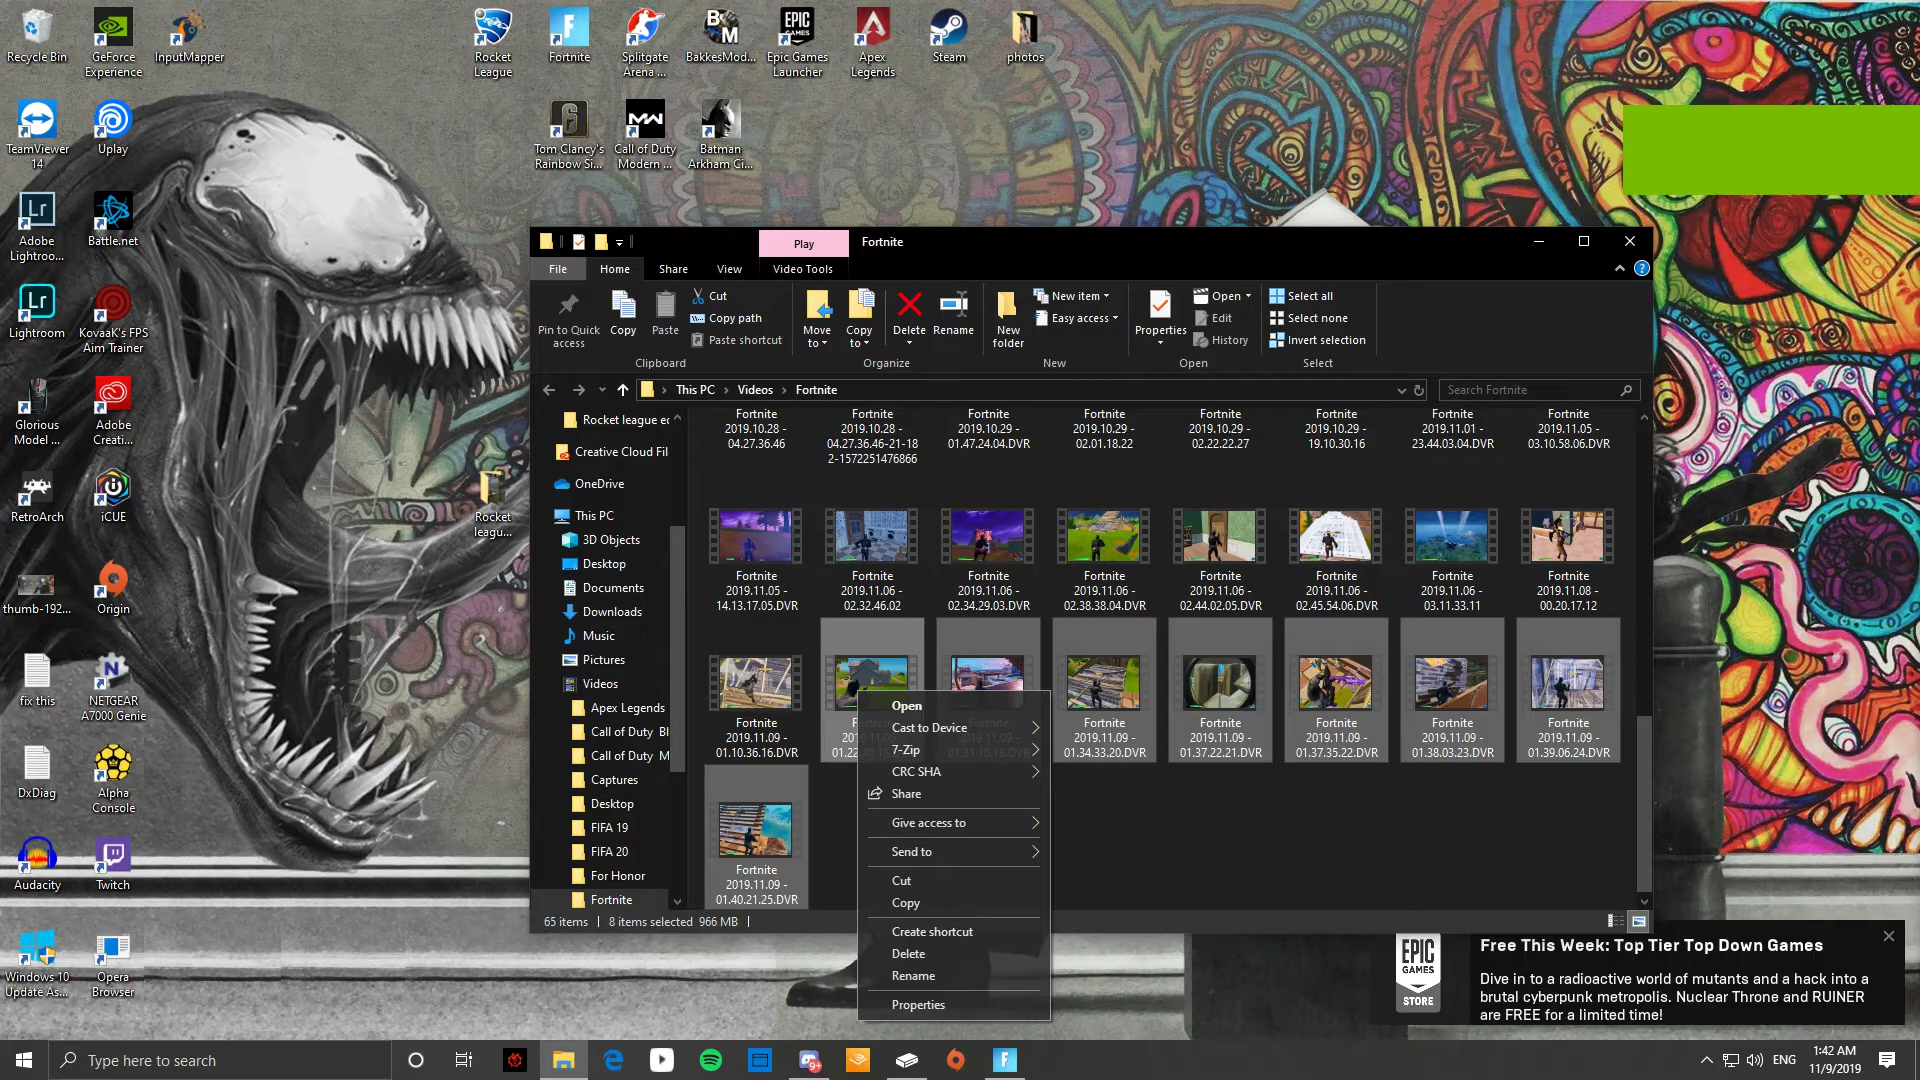 Recycle Bin
GeForce
Experience
InputMapper
Rocket
League
Fortnite
Splitgate
Arena ...
BakkesMod...
Epic Games
Launcher
Apex
Legends
Steam
photos
TeamViewer
14
Uplay
Tom Clancy's
Rainbow Si...
Call of Duty
Modern ...
Batman
Arkham Ci...
Adobe
Lightroo...
Battle.net
Lightroom
KovaaK's FPS
Aim Trainer
Glorious
Model ...
Adobe
Creati...
RetroArch
iCUE
Rocket
leagu...
thumb-192...
Origin
fix this
NETGEAR
A7000 Genie
DxDiag
Alpha
Console
Audacity
Twitch
Windows 10
Update As...
Opera
Browser
Play
Fortnite
File
Home
Share
View
Video Tools
Pin to Quick
access
Copy
Paste
Cut
Copy path
Paste shortcut
Clipboard
Move
to
Copy
to
Delete
Rename
Organize
New
folder
New item
Easy access
New
Properties
Open
Edit
History
Open
Select all
Select none
Invert selection
Select
This PC
Videos
Fortnite
Search Fortnite
Rocket league ed
Creative Cloud Fil
OneDrive
This PC
3D Objects
Desktop
Documents
Downloads
Music
Pictures
Videos
Apex Legends
Call of Duty Bl
Call of Duty M
Captures
Desktop
FIFA 19
FIFA 20
For Honor
Fortnite
Fortnite
2019.10.28 -
04.27.36.46
Fortnite
2019.10.28 -
04.27.36.46-21-18
2-1572251476866
Fortnite
2019.10.29 -
01.47.24.04.DVR
Fortnite
2019.10.29 -
02.01.18.22
Fortnite
2019.10.29 -
02.22.22.27
Fortnite
2019.10.29 -
19.10.30.16
Fortnite
2019.11.01 -
23.44.03.04.DVR
Fortnite
2019.11.05 -
03.10.58.06.DVR
Fortnite
2019.11.05 -
14.13.17.05.DVR
Fortnite
2019.11.06 -
02.32.46.02
Fortnite
2019.11.06 -
02.34.29.03.DVR
Fortnite
2019.11.06 -
02.38.38.04.DVR
Fortnite
2019.11.06 -
02.44.02.05.DVR
Fortnite
2019.11.06 -
02.45.54.06.DVR
Fortnite
2019.11.06 -
03.11.33.11
Fortnite
2019.11.08 -
00.20.17.12
Fortnite
2019.11.09 -
01.10.36.16.DVR
Fortnite
2019.11.09 -
01.34.33.20.DVR
Fortnite
2019.11.09 -
01.37.22.21.DVR
Fortnite
2019.11.09 -
01.37.35.22.DVR
Fortnite
2019.11.09 -
01.38.03.23.DVR
Fortnite
2019.11.09 -
01.39.06.24.DVR
Fortnite
2019.11.09 -
01.40.21.25.DVR
Open
Cast to Device
7-Zip
CRC SHA
Share
Give access to
Send to
Cut
Copy
Create shortcut
Delete
Rename
Properties
65 items
8 items selected 966 MB
EPIC
GAMES
STORE
Free This Week: Top Tier Top Down Games
Dive in to a radioactive world of mutants and a hack into a
brutal cyberpunk metropolis. Nuclear Throne and RUINER
are FREE for a limited time!
Type here to search
9+
ENG
1:42 AM
11/9/2019